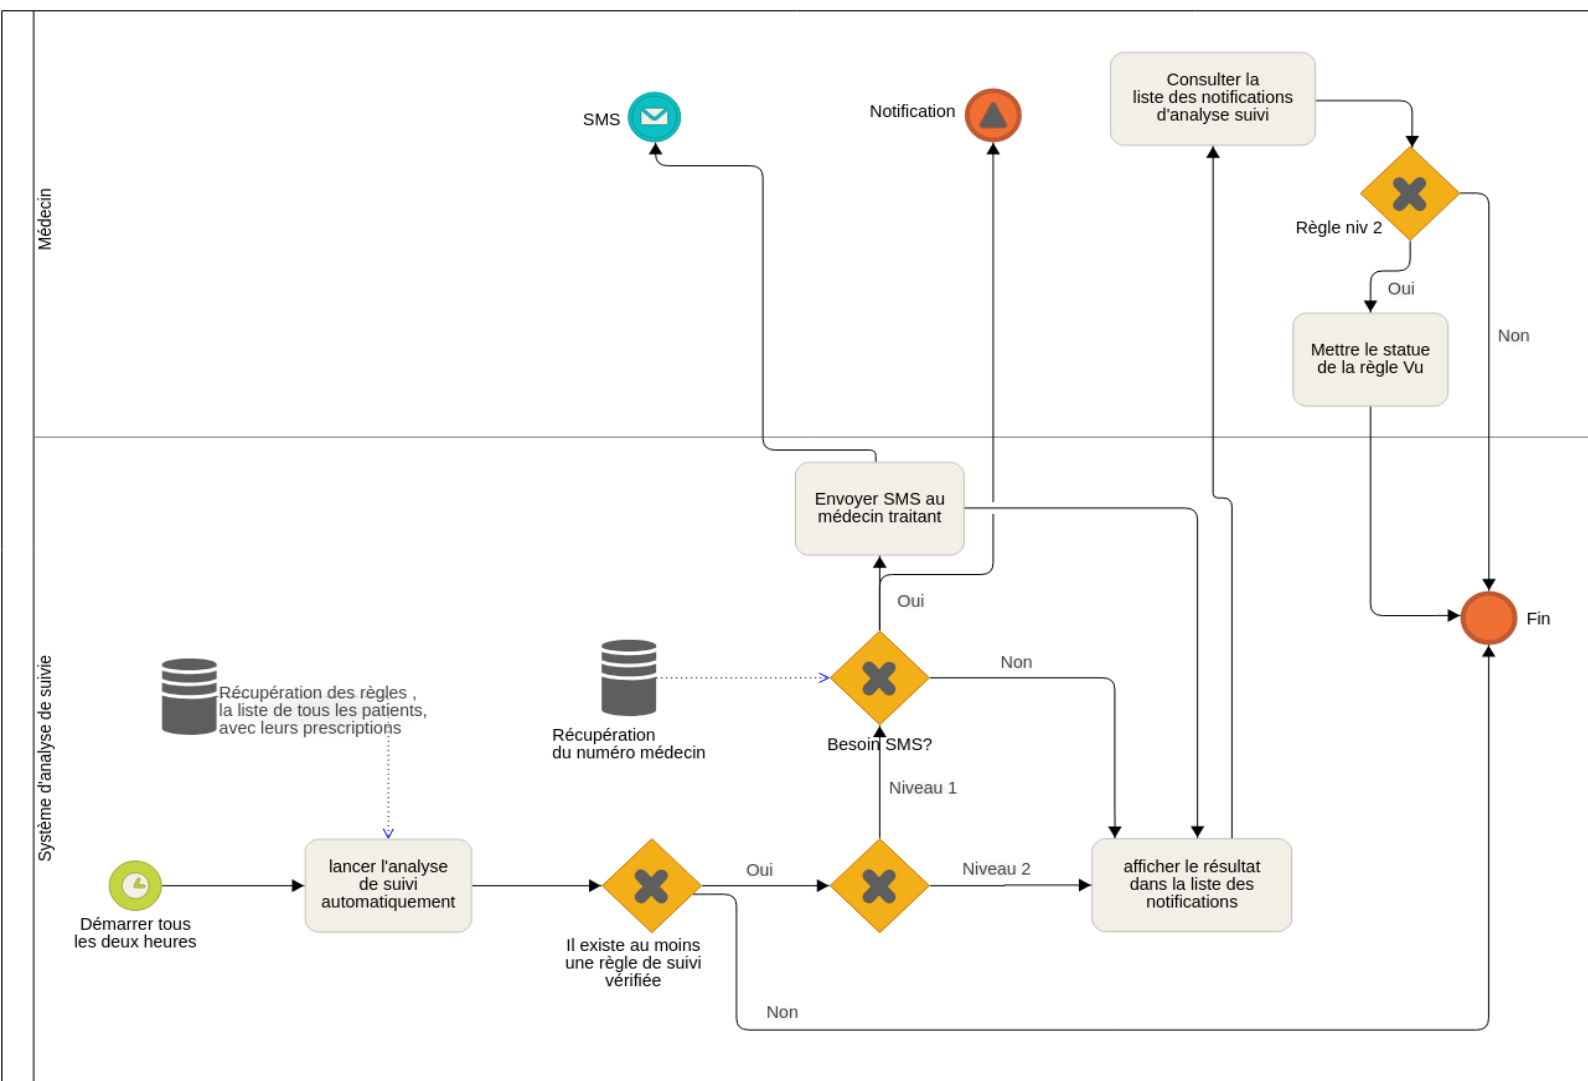 Médecin
SMS
Notification
Consulter la
liste des notifications
d'analyse suivi
Règle niv 2
Oui
Non
Mettre le statue
de la règle Vu
Système d'analyse de suivie
Envoyer SMS au
médecin traitant
Oui
Fin
Non
Récupération des règles ,
la liste de tous les patients,
avec leurs prescriptions
Récupération
du numéro médecin
Besoin SMS?
Niveau 1
Démarrer tous
les deux heures
lancer l'analyse
de suivi
automatiquement
Oui
Il existe au moins
une règle de suivi
vérifiée
Niveau 2
afficher le résultat
dans la liste des
notifications
Non